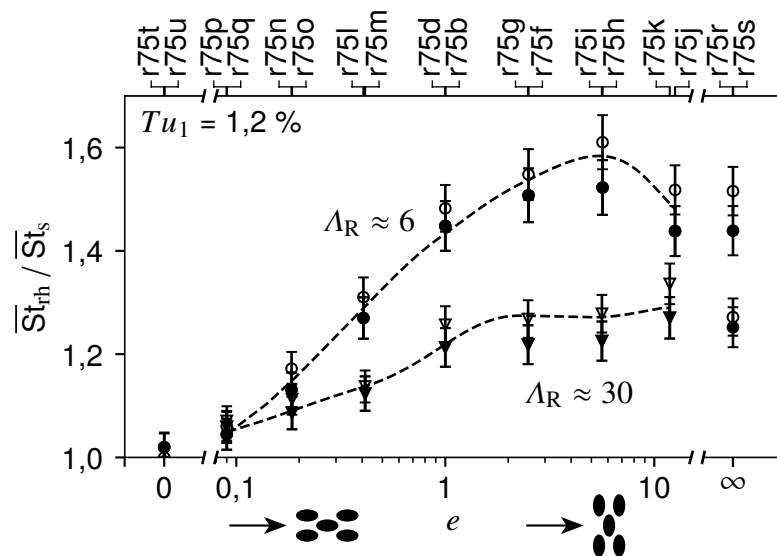 r75t r75u r75p r75q r75n r75o r75l r75m r75d r75b r75g r75f r75i r75h r75k r75j r75r r75s
Tu₁ = 1,2 %
1,6
Λ_R ≈ 6
1,4
S̅t̅_rh / S̅t̅_s
1,2
Λ_R ≈ 30
1,0
0 0,1 1 10 ∞
e